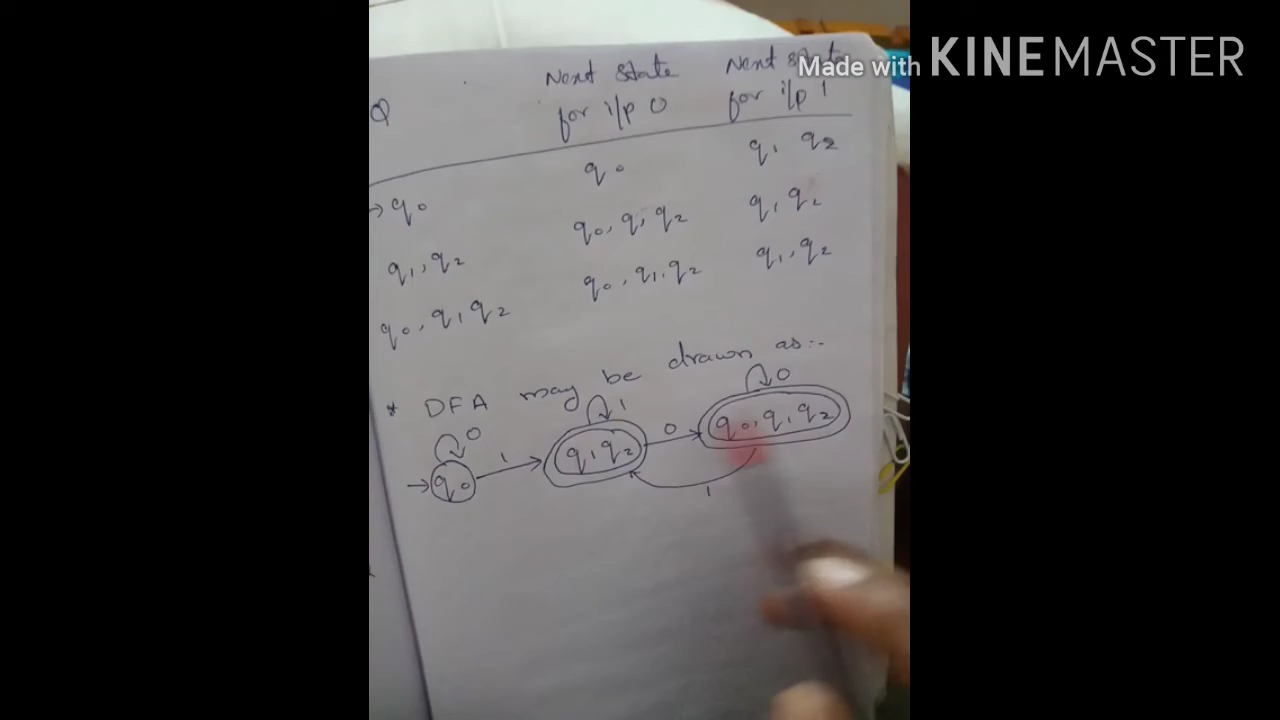 Made with KINEMASTER
Q Next state for i/p 0 Next state for i/p 1
→q0 q0 q1 q2
q1, q2 q0, q1 q2 q1 q2
q0, q1 q2 q0, q1, q2 q1, q2
* DFA may be drawn as:-
0 1 0
→ q0 1 q1 q2 0 q0, q1 q2
1